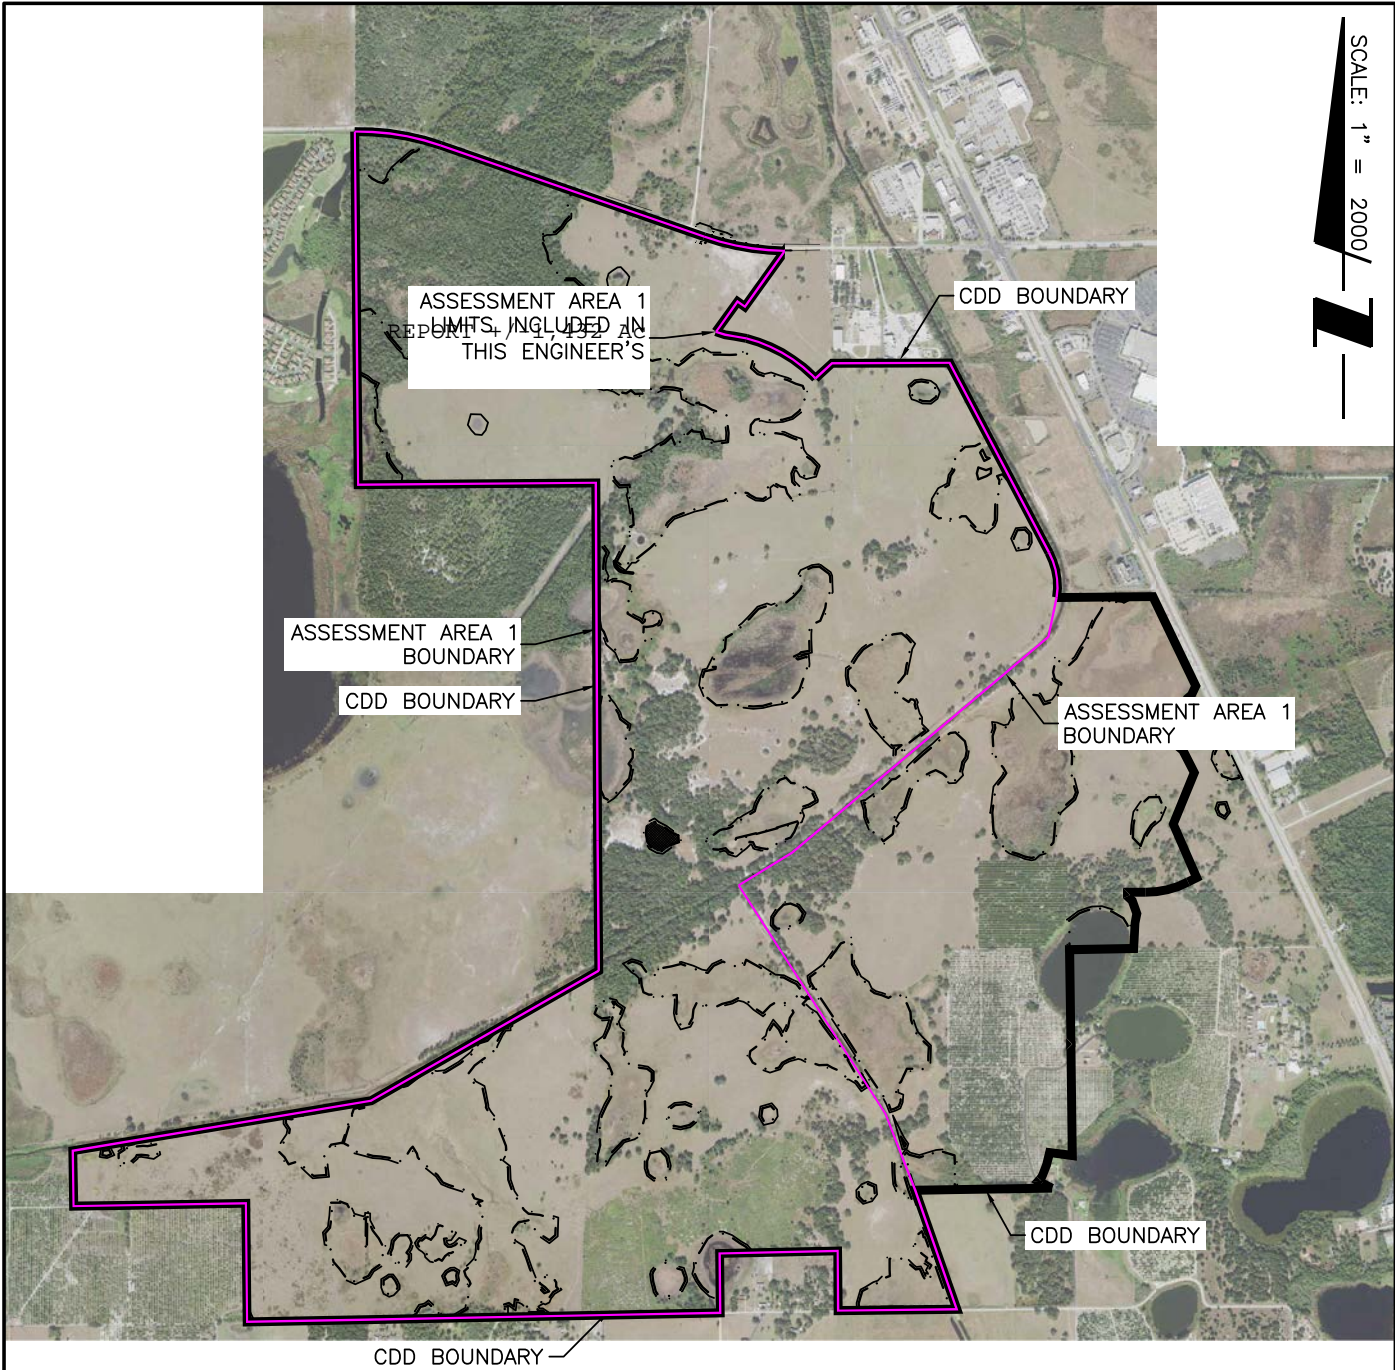 SCALE: 1" = 2000'
CDD BOUNDARY
ASSESSMENT AREA 1
LIMITS INCLUDED IN
REPORT +/-1,432 AC
THIS ENGINEER'S
ASSESSMENT AREA 1
BOUNDARY
CDD BOUNDARY
ASSESSMENT AREA 1
BOUNDARY
CDD BOUNDARY
CDD BOUNDARY